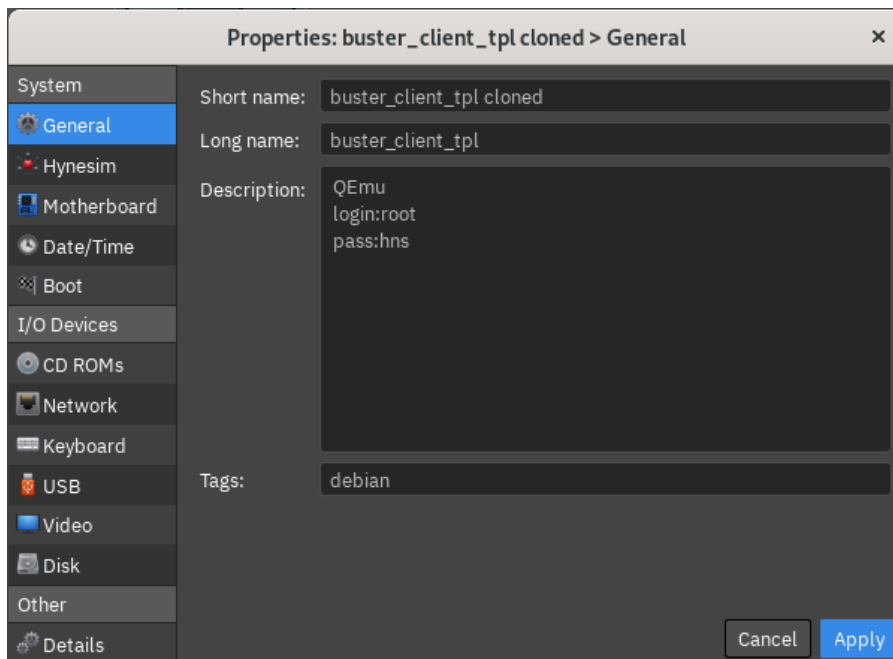 Properties: buster_client_tpl cloned > General
System
General
Hynesim
Motherboard
Date/Time
Boot
I/O Devices
CD ROMs
Network
Keyboard
USB
Video
Disk
Other
Details
Short name: buster_client_tpl cloned
Long name: buster_client_tpl
Description: QEmu
login:root
pass:hns
Tags: debian
Cancel Apply